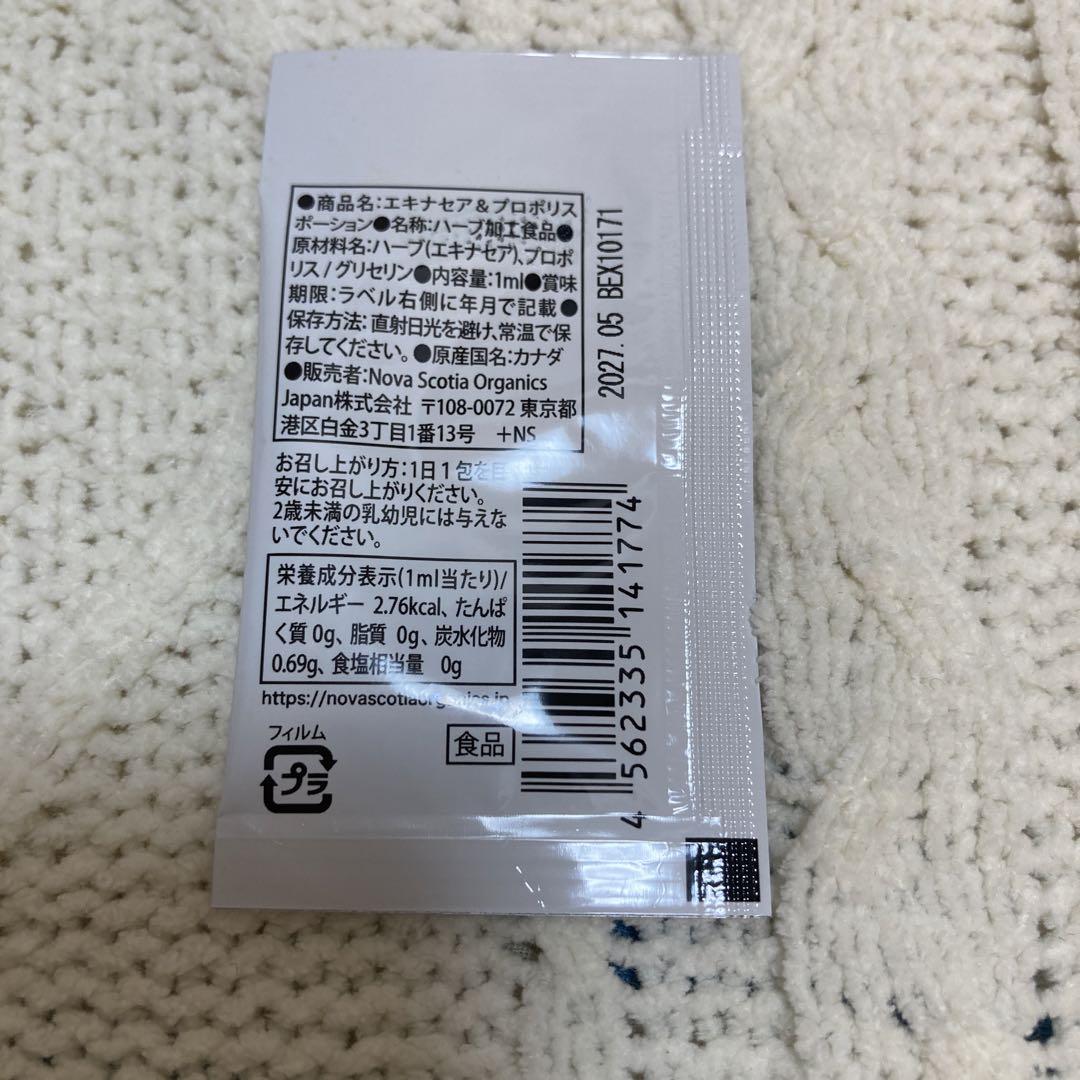 ●商品名:エキナセア&プロポリス
ポーション●名称:ハーブ加工食品●
原材料名:ハーブ(エキナセア)、プロポ
リス/グリセリン●内容量:1ml●賞味
期限:ラベル右側に年月で記載●
保存方法:直射日光を避け、常温で保
存してください。●原産国名:カナダ
●販売者:Nova Scotia Organics
Japan株式会社 〒108-0072 東京都
港区白金3丁目1番13号 +NS
2027.05 BEX10171
お召し上がり方:1日1包を目
安にお召し上がりください。
2歳未満の乳幼児には与えな
いでください。
栄養成分表示(1ml当たり)/
エネルギー 2.76kcal、たんぱ
く質 0g、脂質 0g、炭水化物
0.69g、食塩相当量 0g
https://novascotiaorganics.jp
フィルム
プラ
食品
4562335141774